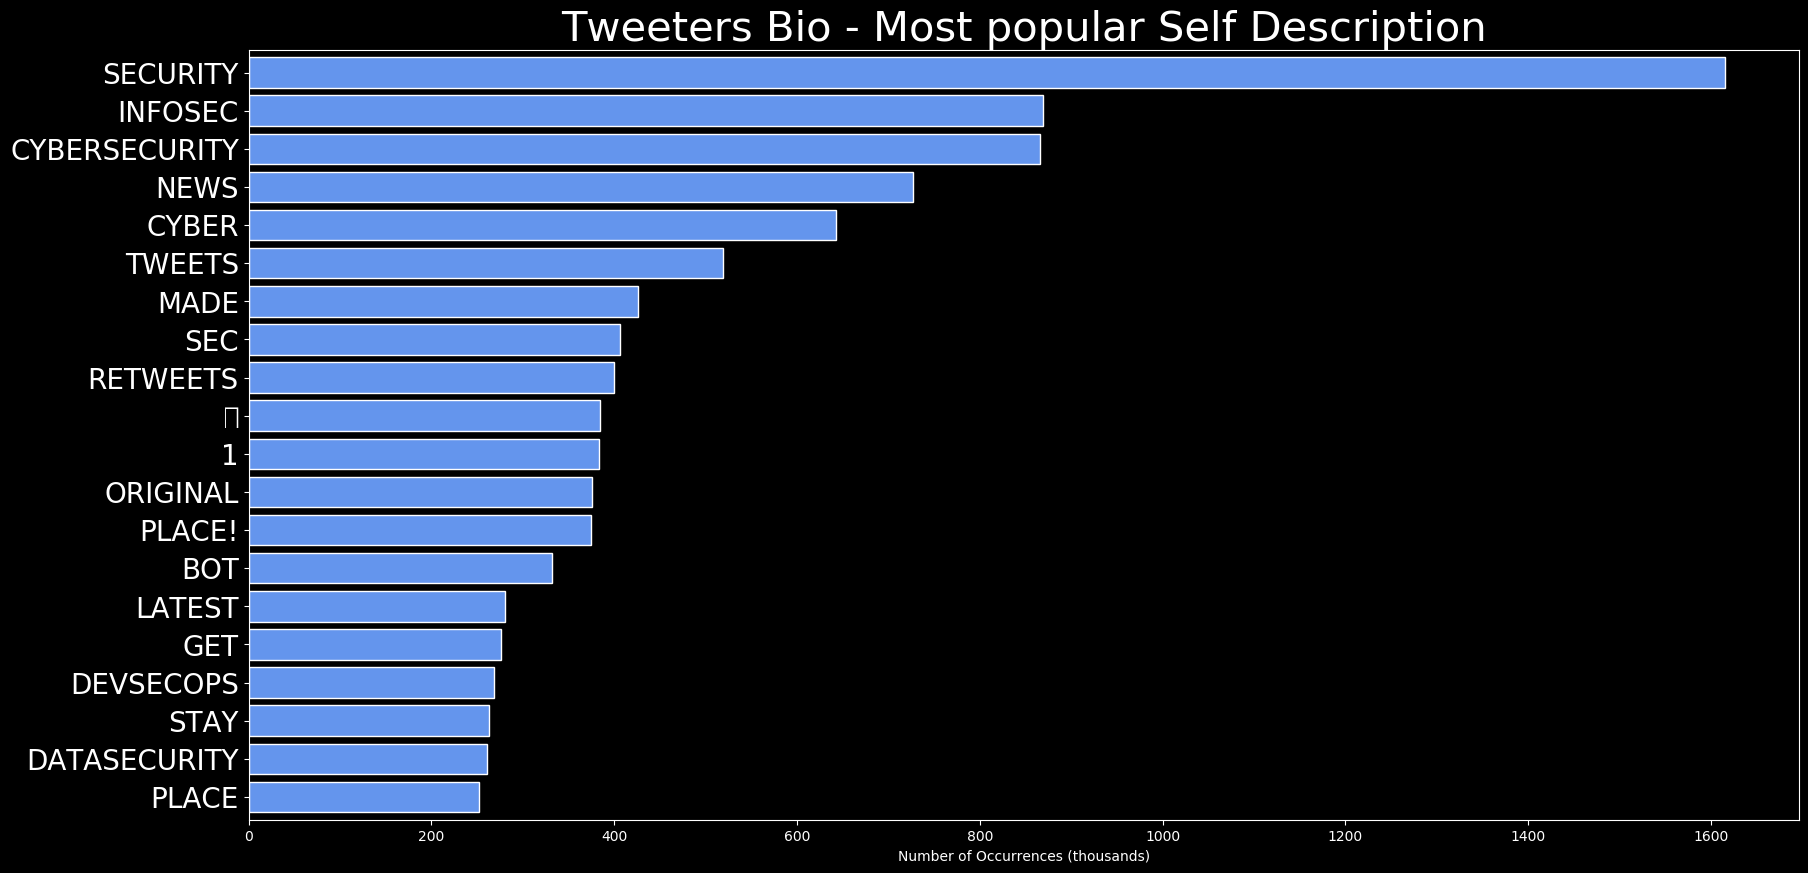 Tweeters Bio - Most popular Self Description
SECURITY
INFOSEC
CYBERSECURITY
NEWS
CYBER
TWEETS
MADE
SEC
RETWEETS
1
ORIGINAL
PLACE!
BOT
LATEST
GET
DEVSECOPS
STAY
DATASECURITY
PLACE
0 200 400 600 800 1000 1200 1400 1600
Number of Occurrences (thousands)